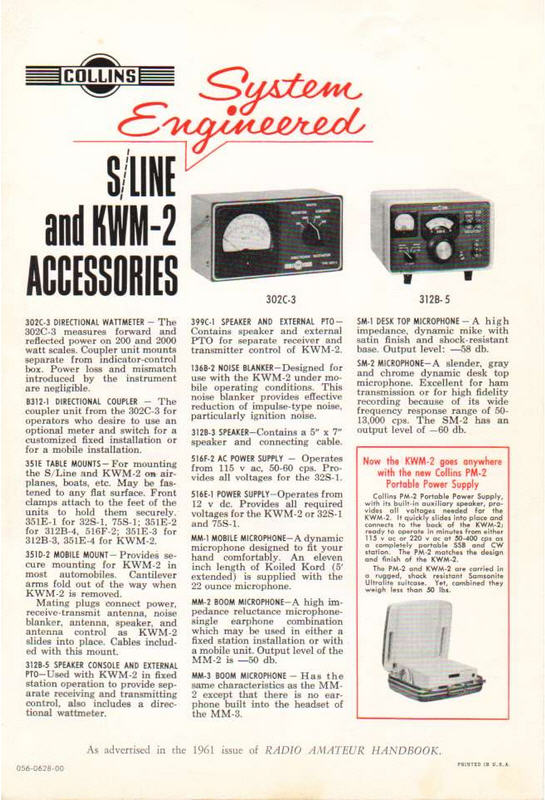 COLLINS
System
Engineered
S/LINE
and KWM-2
ACCESSORIES
302C-3
312B-5
302C-3 DIRECTIONAL WATTMETER — The
302C-3 measures forward and
reflected power on 200 and 2000
watt scales. Coupler unit mounts
separate from indicator-control
box. Power loss and mismatch
introduced by the instrument
are negligible.
B312-1 DIRECTIONAL COUPLER — The
coupler unit from the 302C-3 for
operators who desire to use an
optional meter and switch for a
customized fixed installation or
for a mobile installation.
351E TABLE MOUNTS—For mounting
the S/Line and KWM-2 on air-
planes, boats, etc. May be fas-
tened to any flat surface. Front
clamps attach to the feet of the
units to hold them securely.
351E-1 for 32S-1, 75S-1; 351E-2
for 312B-4, 516F-2; 351E-3 for
312B-3, 351E-4 for KWM-2.
351D-2 MOBILE MOUNT—Provides se-
cure mounting for KWM-2 in
most automobiles. Cantilever
arms fold out of the way when
KWM-2 is removed.
Mating plugs connect power,
receive-transmit antenna, noise
blanker, antenna, speaker, and
antenna control as KWM-2
slides into place. Cables includ-
ed with this mount.
312B-5 SPEAKER CONSOLE AND EXTERNAL
PTO—Used with KWM-2 in fixed
station operation to provide sep-
arate receiving and transmitting
control, also includes a direc-
tional wattmeter.
399C-1 SPEAKER AND EXTERNAL PTO—
Contains speaker and external
PTO for separate receiver and
transmitter control of KWM-2.
136B-2 NOISE BLANKER—Designed for
use with the KWM-2 under mo-
bile operating conditions. This
noise blanker provides effective
reduction of impulse-type noise,
particularly ignition noise.
312B-3 SPEAKER—Contains a 5" x 7"
speaker and connecting cable.
516F-2 AC POWER SUPPLY — Operates
from 115 v ac, 50-60 cps. Pro-
vides all voltages for the 32S-1.
516E-1 POWER SUPPLY—Operates from
12 v dc. Provides all required
voltages for the KWM-2 or 32S-1
and 75S-1.
MM-1 MOBILE MICROPHONE—A dynamic
microphone designed to fit your
hand comfortably. An eleven
inch length of Koiled Kord (5'
extended) is supplied with the
22 ounce microphone.
MM-2 BOOM MICROPHONE—A high im-
pedance reluctance microphone-
single earphone combination
which may be used in either a
fixed station installation or with
a mobile unit. Output level of the
MM-2 is —50 db.
MM-3 BOOM MICROPHONE — Has the
same characteristics as the MM-
2 except that there is no ear-
phone built into the headset of
the MM-3.
SM-1 DESK TOP MICROPHONE — A high
impedance, dynamic mike with
satin finish and shock-resistant
base. Output level: —58 db.
SM-2 MICROPHONE—A slender, gray
and chrome dynamic desk top
microphone. Excellent for ham
transmission or for high fidelity
recording because of its wide
frequency response range of 50-
13,000 cps. The SM-2 has an
output level of —60 db.
Now the KWM-2 goes anywhere
with the new Collins PM-2
Portable Power Supply
Collins PM-2 Portable Power Supply,
with its built-in auxiliary speaker, pro-
vides all voltages needed for the
KWM-2. It quickly slides into place and
connects to the back of the KWM-2;
ready to operate in minutes from either
115 v ac or 220 v ac at 50-400 cps as
a completely portable SSB and CW
station. The PM-2 matches the design
and finish of the KWM-2.
The PM-2 and KWM-2 are carried in
a rugged, shock resistant Samsonite
Ultralite suitcase. Yet, combined they
weigh less than 50 lbs.
As advertised in the 1961 issue of RADIO AMATEUR HANDBOOK.
056-0628-00
PRINTED IN U.S.A.